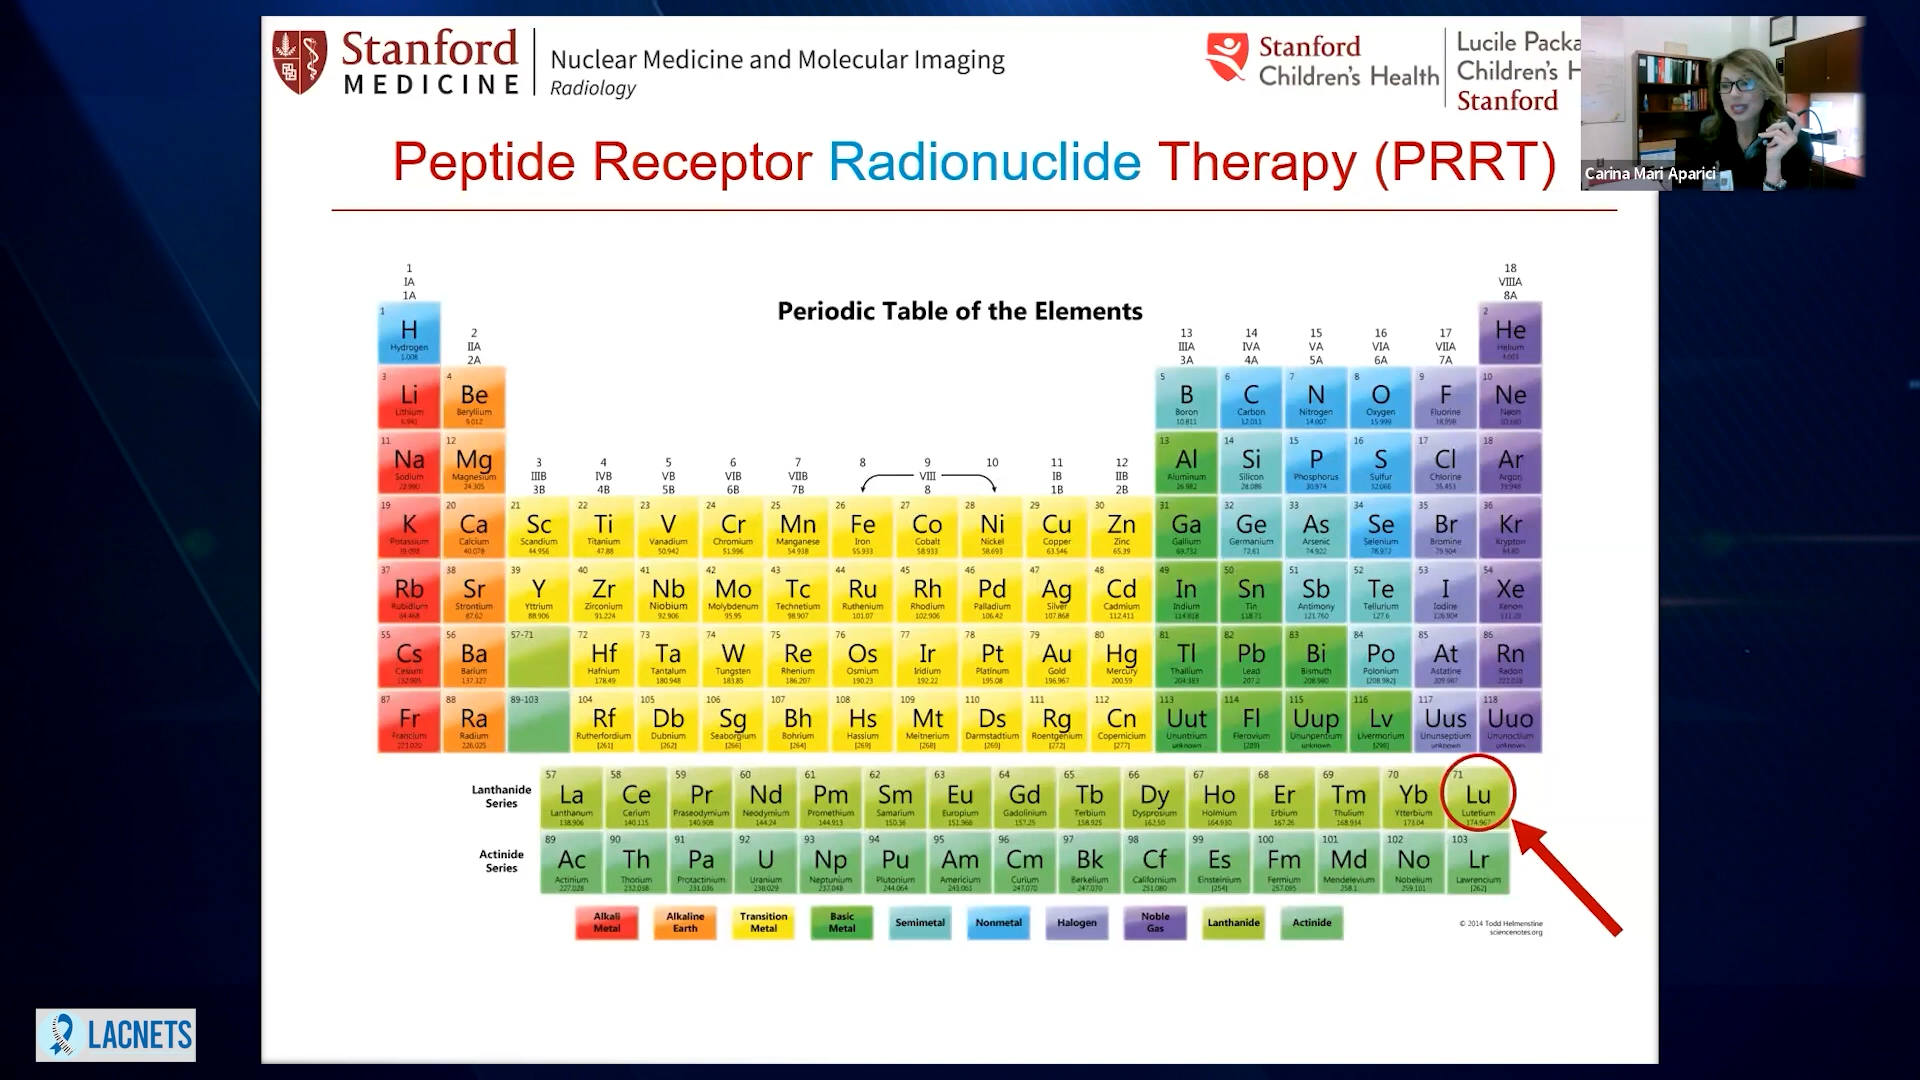 Stanford
MEDICINE
Nuclear Medicine and Molecular Imaging
Radiology
Stanford
Children's Health
Lucile Packa
Children's H
Stanford
Carina Mari Aparici
Peptide Receptor Radionuclide Therapy (PRRT)
Periodic Table of the Elements
1 18
IA VIIIA
1A 8A
1 2
H He
Hydrogen Helium
1.008 4.003
2 13 14 15 16 17
IIA IIIA IVA VA VIA VIIA
2A 3A 4A 5A 6A 7A
3 4 5 6 7 8 9 10
Li Be B C N O F Ne
Lithium Beryllium Boron Carbon Nitrogen Oxygen Fluorine Neon
6.941 9.012 10.811 12.011 14.007 15.999 18.998
11 12 13 14 15 16 17 18
Na Mg Al Si P S Cl Ar
Sodium Magnesium Aluminum Silicon Phosphorus Sulfur Chlorine Argon
22.990 24.305 26.982 28.086 30.974 32.066 35.453 39.948
3 4 5 6 7 8 9 10 11 12
IIIB IVB VB VIB VIIB VIII IB IIB
3B 4B 5B 6B 7B 8 1B 2B
19 20 21 22 23 24 25 26 27 28 29 30 31 32 33 34 35 36
K Ca Sc Ti V Cr Mn Fe Co Ni Cu Zn Ga Ge As Se Br Kr
Potassium Calcium Scandium Titanium Vanadium Chromium Manganese Iron Cobalt Nickel Copper Zinc Gallium Germanium Arsenic Selenium Bromine Krypton
39.098 40.078 44.956 47.88 50.942 51.996 54.938 55.933 58.933 58.693 63.546 65.39 69.732 72.61 74.922 78.972 79.904 84.80
37 38 39 40 41 42 43 44 45 46 47 48 49 50 51 52 53 54
Rb Sr Y Zr Nb Mo Tc Ru Rh Pd Ag Cd In Sn Sb Te I Xe
Rubidium Strontium Yttrium Zirconium Niobium Molybdenum Technetium Ruthenium Rhodium Palladium Silver Cadmium Indium Tin Antimony Tellurium Iodine Xenon
84.468 87.62 88.906 91.224 92.906 95.95 98.907 101.07 102.906 106.42 107.868 112.411 114.818 118.71 121.760 127.6 126.904
55 56 57-71 72 73 74 75 76 77 78 79 80 81 82 83 84 85 86
Cs Ba Hf Ta W Re Os Ir Pt Au Hg Tl Pb Bi Po At Rn
Cesium Barium Hafnium Tantalum Tungsten Rhenium Osmium Iridium Platinum Gold Mercury Thallium Lead Bismuth Polonium Astatine Radon
132.905 137.327 178.49 180.948 183.85 186.207 190.23 192.22 195.08 196.967 200.59 204.383 207.2 208.980 [208.982] 209.987 222.018
87 88 89-103 104 105 106 107 108 109 110 111 112 113 114 115 116 117 118
Fr Ra Rf Db Sg Bh Hs Mt Ds Rg Cn Uut Fl Uup Lv Uus Uuo
Francium Radium Rutherfordium Dubnium Seaborgium Bohrium Hassium Meitnerium Darmstadtium Roentgenium Copernicium Ununtrium Flerovium Ununpentium Livermorium Ununseptium Ununoctium
223.020 226.025 [261] [262] [266] [264] [269] [268] [269] [272] [277] unknown [289] unknown [298] unknown unknown
Lanthanide
Series
57 58 59 60 61 62 63 64 65 66 67 68 69 70 71
La Ce Pr Nd Pm Sm Eu Gd Tb Dy Ho Er Tm Yb Lu
Lanthanum Cerium Praseodymium Neodymium Promethium Samarium Europium Gadolinium Terbium Dysprosium Holmium Erbium Thulium Ytterbium Lutetium
138.906 140.115 140.908 144.24 144.913 150.36 151.966 157.25 158.925 162.50 164.930 167.26 168.934 173.04 174.967
Actinide
Series
89 90 91 92 93 94 95 96 97 98 99 100 101 102 103
Ac Th Pa U Np Pu Am Cm Bk Cf Es Fm Md No Lr
Actinium Thorium Protactinium Uranium Neptunium Plutonium Americium Curium Berkelium Californium Einsteinium Fermium Mendelevium Nobelium Lawrencium
227.028 232.038 231.036 238.029 237.048 244.064 243.061 247.070 247.070 251.080 [254] 257.095 258.1 259.101 [262]
Alkali
Metal
Alkaline
Earth
Transition
Metal
Basic
Metal
Semimetal
Nonmetal
Halogen
Noble
Gas
Lanthanide
Actinide
© 2014 Todd Helmenstine
sciencenotes.org
LACNETS